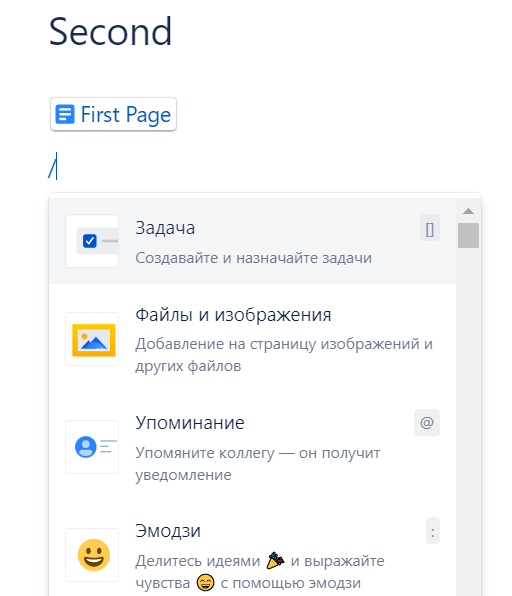 Second
First Page
/
Задача
[]
Создавайте и назначайте задачи
Файлы и изображения
Добавление на страницу изображений и
других файлов
Упоминание
@
Упомяните коллегу — он получит
уведомление
Эмодзи
:
Делитесь идеями 🎉 и выражайте
чувства 😄 с помощью эмодзи